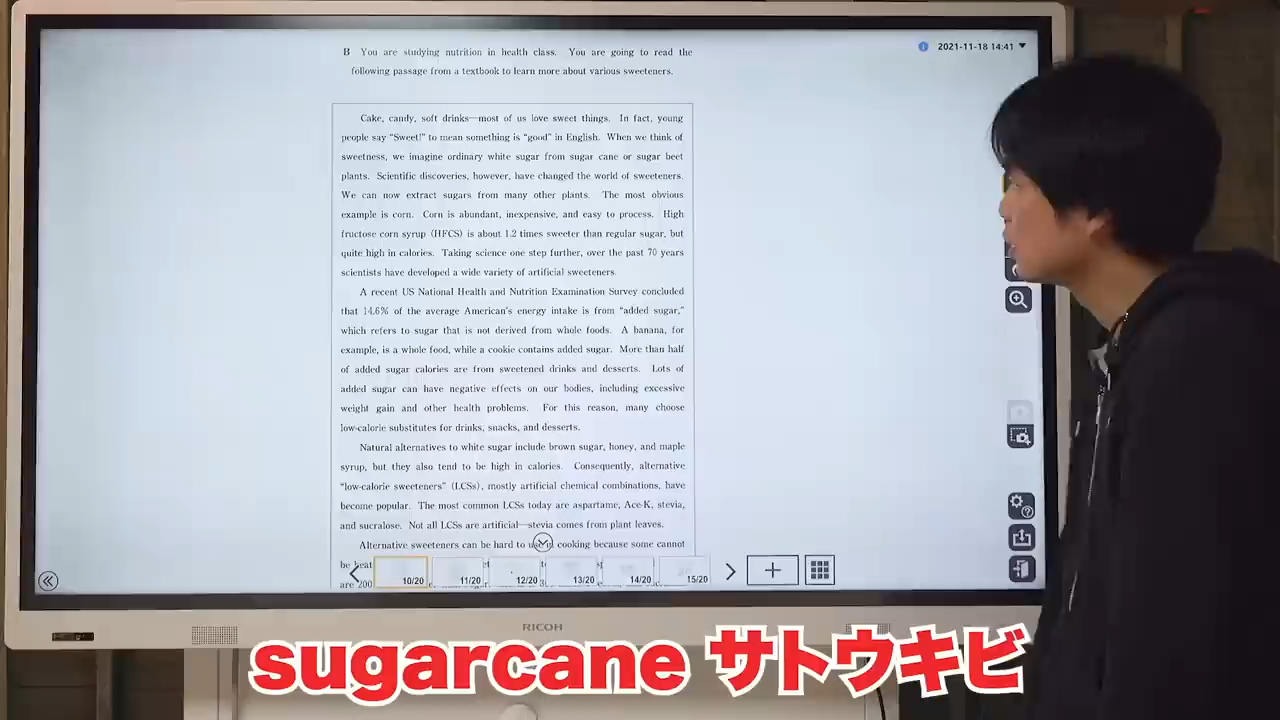 B You are studying nutrition in health class. You are going to read the
following passage from a textbook to learn more about various sweeteners.
2021-11-18 14:41
Cake, candy, soft drinks—most of us love sweet things. In fact, young
people say “Sweet!” to mean something is “good” in English. When we think of
sweetness, we imagine ordinary white sugar from sugar cane or sugar beet
plants. Scientific discoveries, however, have changed the world of sweeteners.
We can now extract sugars from many other plants. The most obvious
example is corn. Corn is abundant, inexpensive, and easy to process. High
fructose corn syrup (HFCS) is about 1.2 times sweeter than regular sugar, but
quite high in calories. Taking science one step further, over the past 70 years
scientists have developed a wide variety of artificial sweeteners.
A recent US National Health and Nutrition Examination Survey concluded
that 14.6% of the average American’s energy intake is from “added sugar,”
which refers to sugar that is not derived from whole foods. A banana, for
example, is a whole food, while a cookie contains added sugar. More than half
of added sugar calories are from sweetened drinks and desserts. Lots of
added sugar can have negative effects on our bodies, including excessive
weight gain and other health problems. For this reason, many choose
low-calorie substitutes for drinks, snacks, and desserts.
Natural alternatives to white sugar include brown sugar, honey, and maple
syrup, but they also tend to be high in calories. Consequently, alternative
“low-calorie sweeteners” (LCSs), mostly artificial chemical combinations, have
become popular. The most common LCSs today are aspartame, Ace-K, stevia,
and sucralose. Not all LCSs are artificial—stevia comes from plant leaves.
Alternative sweeteners can be hard to in cooking because some cannot
be heat
are 200
10/20 11/20 12/20 13/20 14/20 15/20
RICOH
sugarcane サトウキビ